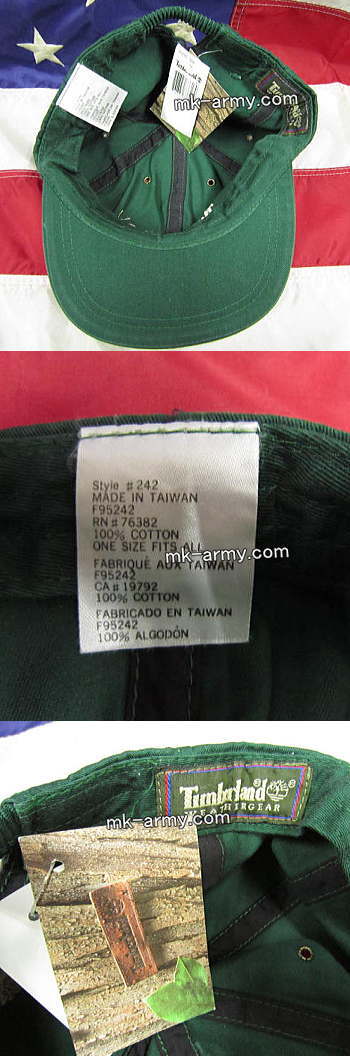 Timberland®
mk-army.com
Style # 242
MADE IN TAIWAN
F95242
RN# 76382
100% COTTON
ONE SIZE FITS ALL
mk-army.com
FABRIQUÉ AUX TAIWAN
F95242
CA# 19792
100% COTTON
FABRICADO EN TAIWAN
F95242
100% ALGODÓN
Timberland®
WEATHERGEAR
mk-army.com